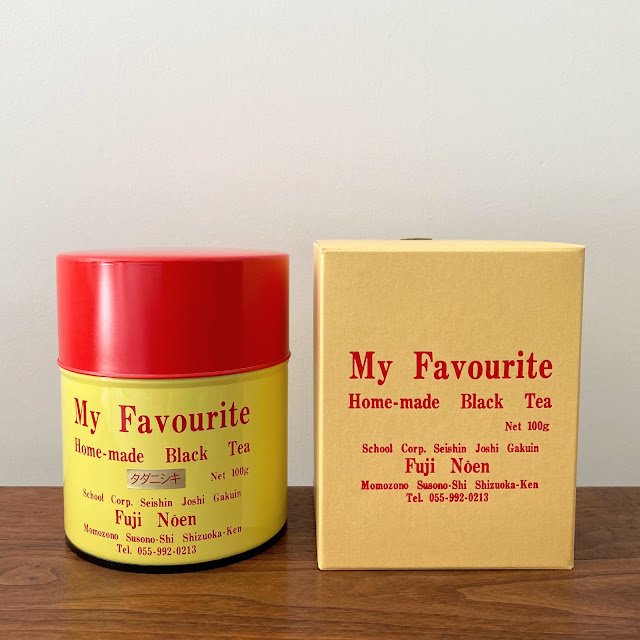 My Favourite
Home-made Black Tea
タダニシキ
Net 100g
School Corp. Seishin Joshi Gakuin
Fuji Nôen
Momozono Susono-Shi Shizuoka-Ken
Tel. 055-992-0213
My Favourite
Home-made Black Tea
Net 100g
School Corp. Seishin Joshi Gakuin
Fuji Nôen
Momozono Susono-Shi Shizuoka-Ken
Tel. 055-992-0213